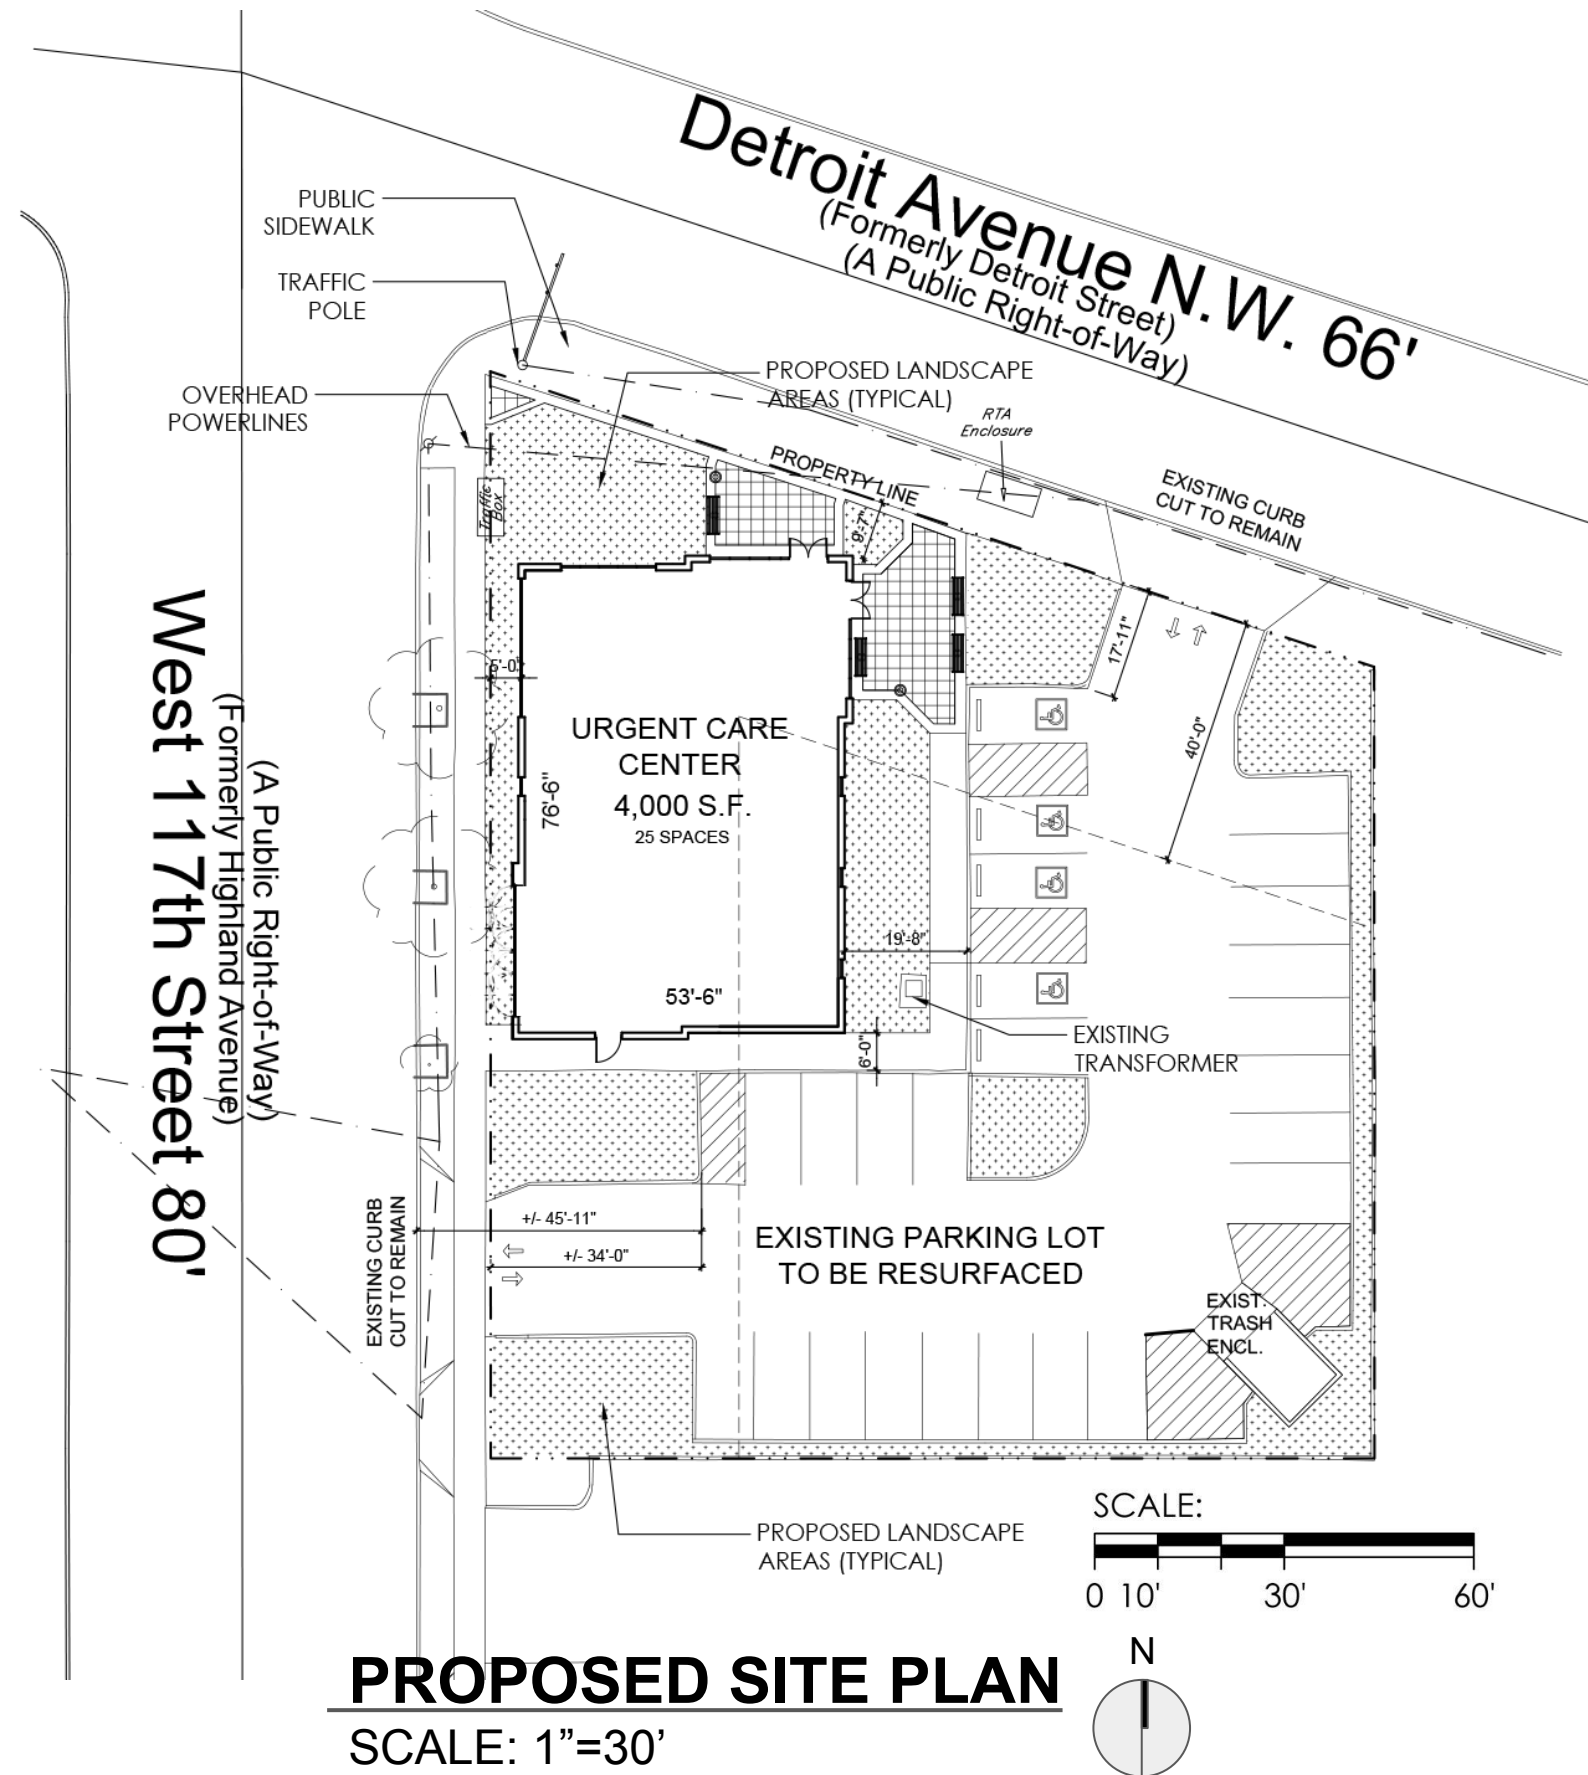 Detroit Avenue N.W. 66'
(Formerly Detroit Street)
(A Public Right-of-Way)
PUBLIC
SIDEWALK
TRAFFIC
POLE
OVERHEAD
POWERLINES
PROPOSED LANDSCAPE
AREAS (TYPICAL)
RTA
Enclosure
PROPERTY LINE
EXISTING CURB
CUT TO REMAIN
Traffic
Box
9'-7"
17'-11"
40'-0"
5'-0"
URGENT CARE
CENTER
4,000 S.F.
25 SPACES
76'-6"
53'-6"
19'-8"
6'-0"
EXISTING
TRANSFORMER
West 117th Street 80'
(Formerly Highland Avenue)
(A Public Right-of-Way)
EXISTING CURB
CUT TO REMAIN
+/- 45'-11"
+/- 34'-0"
EXISTING PARKING LOT
TO BE RESURFACED
EXIST.
TRASH
ENCL.
PROPOSED LANDSCAPE
AREAS (TYPICAL)
SCALE:
0 10' 30' 60'
N
PROPOSED SITE PLAN
SCALE: 1”=30’